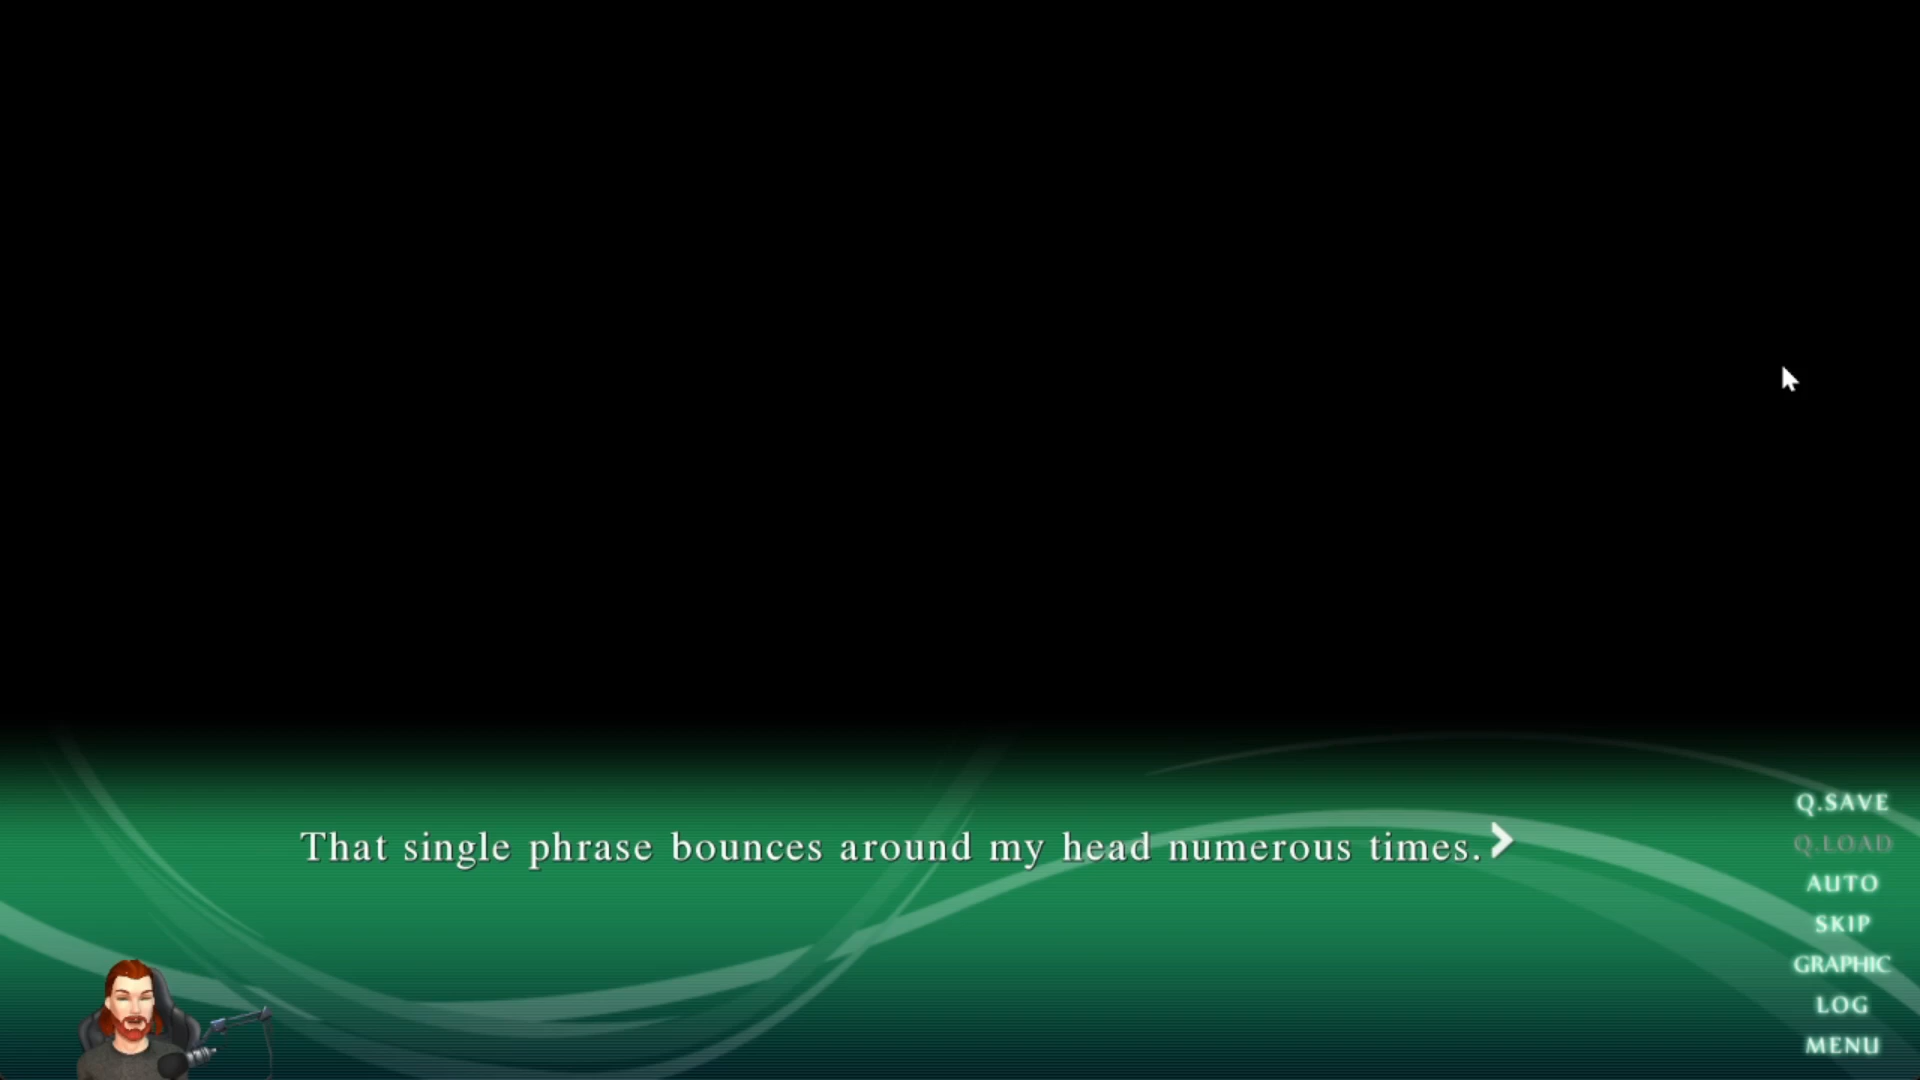 That single phrase bounces around my head numerous times.
Q.SAVE
Q.LOAD
AUTO
SKIP
GRAPHIC
LOG
MENU